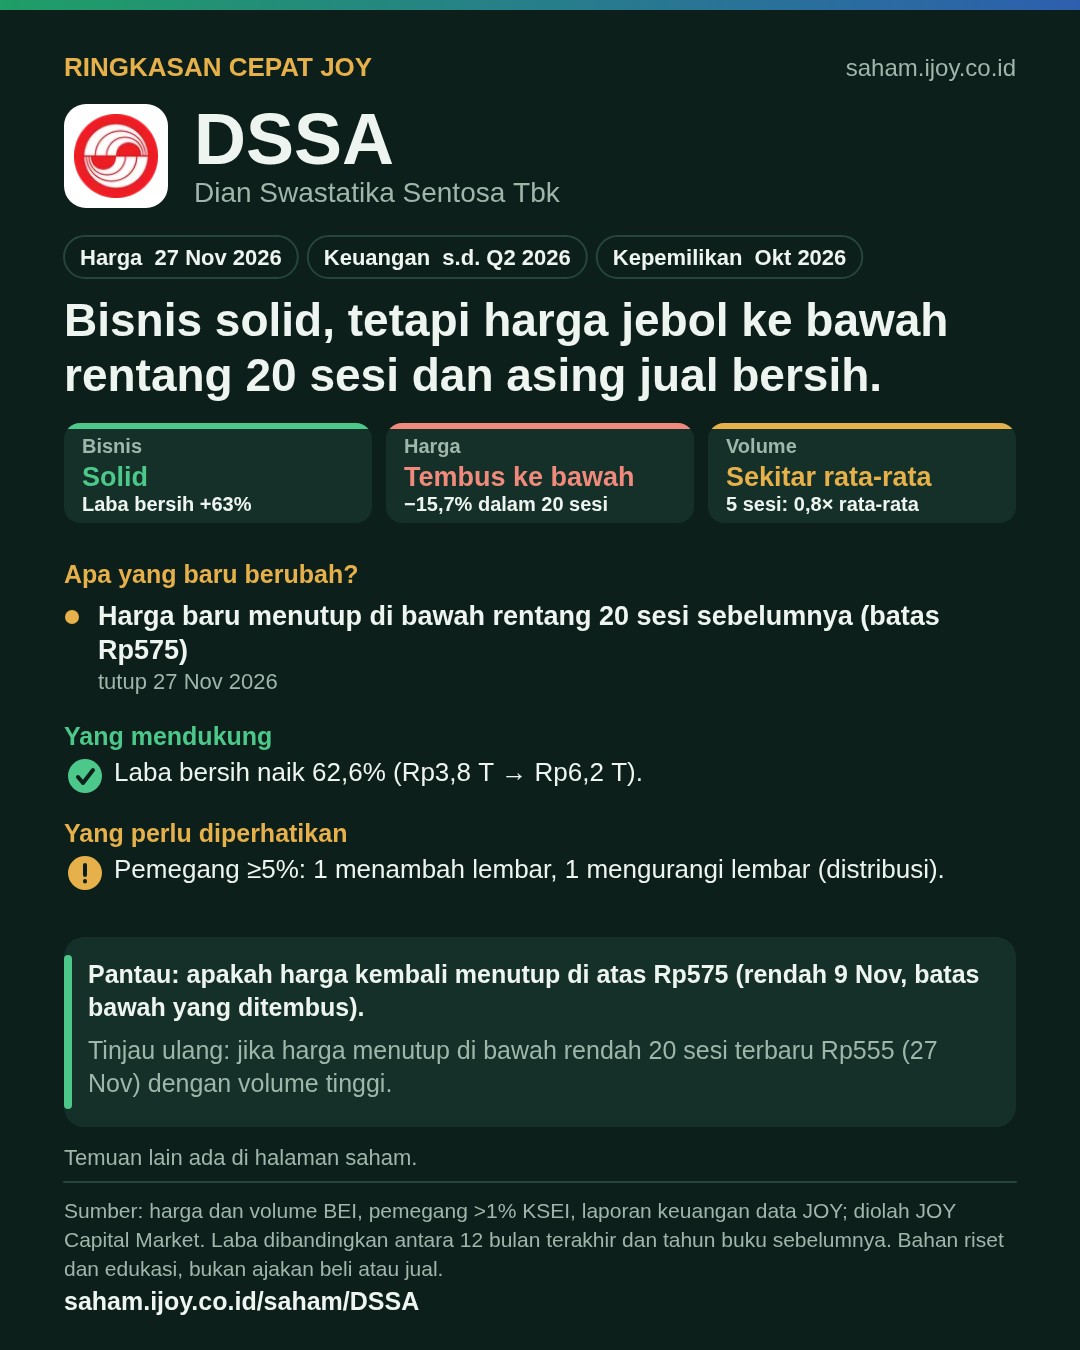 RINGKASAN CEPAT JOY
saham.ijoy.co.id
DSSA
Dian Swastatika Sentosa Tbk
Harga  27 Nov 2026
Keuangan  s.d. Q2 2026
Kepemilikan  Okt 2026
Bisnis solid, tetapi harga jebol ke bawah
rentang 20 sesi dan asing jual bersih.
Bisnis
Solid
Laba bersih +63%
Harga
Tembus ke bawah
−15,7% dalam 20 sesi
Volume
Sekitar rata-rata
5 sesi: 0,8× rata-rata
Apa yang baru berubah?
Harga baru menutup di bawah rentang 20 sesi sebelumnya (batas
Rp575)
tutup 27 Nov 2026
Yang mendukung
Laba bersih naik 62,6% (Rp3,8 T → Rp6,2 T).
Yang perlu diperhatikan
Pemegang ≥5%: 1 menambah lembar, 1 mengurangi lembar (distribusi).
Pantau: apakah harga kembali menutup di atas Rp575 (rendah 9 Nov, batas
bawah yang ditembus).
Tinjau ulang: jika harga menutup di bawah rendah 20 sesi terbaru Rp555 (27
Nov) dengan volume tinggi.
Temuan lain ada di halaman saham.
Sumber: harga dan volume BEI, pemegang >1% KSEI, laporan keuangan data JOY; diolah JOY
Capital Market. Laba dibandingkan antara 12 bulan terakhir dan tahun buku sebelumnya. Bahan riset
dan edukasi, bukan ajakan beli atau jual.
saham.ijoy.co.id/saham/DSSA